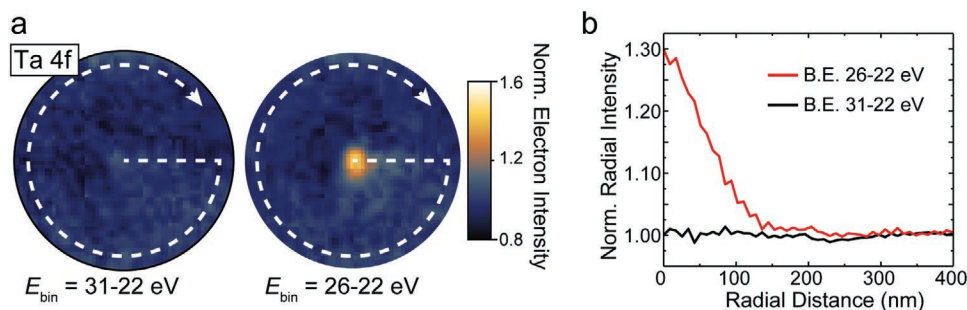 a
Ta 4f
E_bin = 31-22 eV
E_bin = 26-22 eV
Norm. Electron Intensity
1.6
1.2
0.8
b
Norm. Radial Intensity
1.30
1.20
1.10
1.00
B.E. 26-22 eV
B.E. 31-22 eV
0
100
200
300
400
Radial Distance (nm)